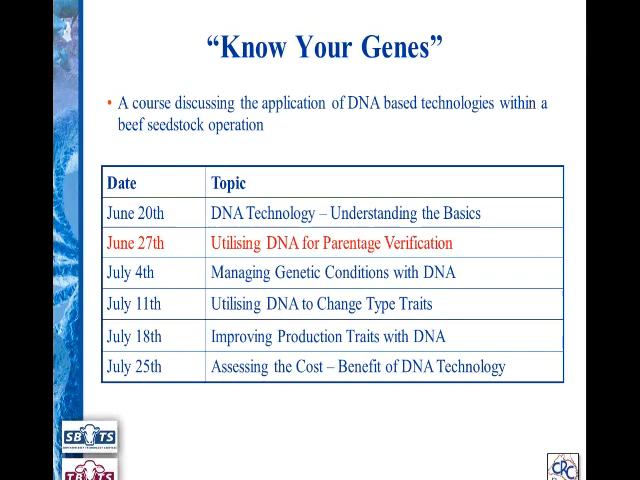 “Know Your Genes”
• A course discussing the application of DNA based technologies within a
beef seedstock operation
Date Topic
June 20th DNA Technology – Understanding the Basics
June 27th Utilising DNA for Parentage Verification
July 4th Managing Genetic Conditions with DNA
July 11th Utilising DNA to Change Type Traits
July 18th Improving Production Traits with DNA
July 25th Assessing the Cost – Benefit of DNA Technology
SBTS
TBTS
CRC